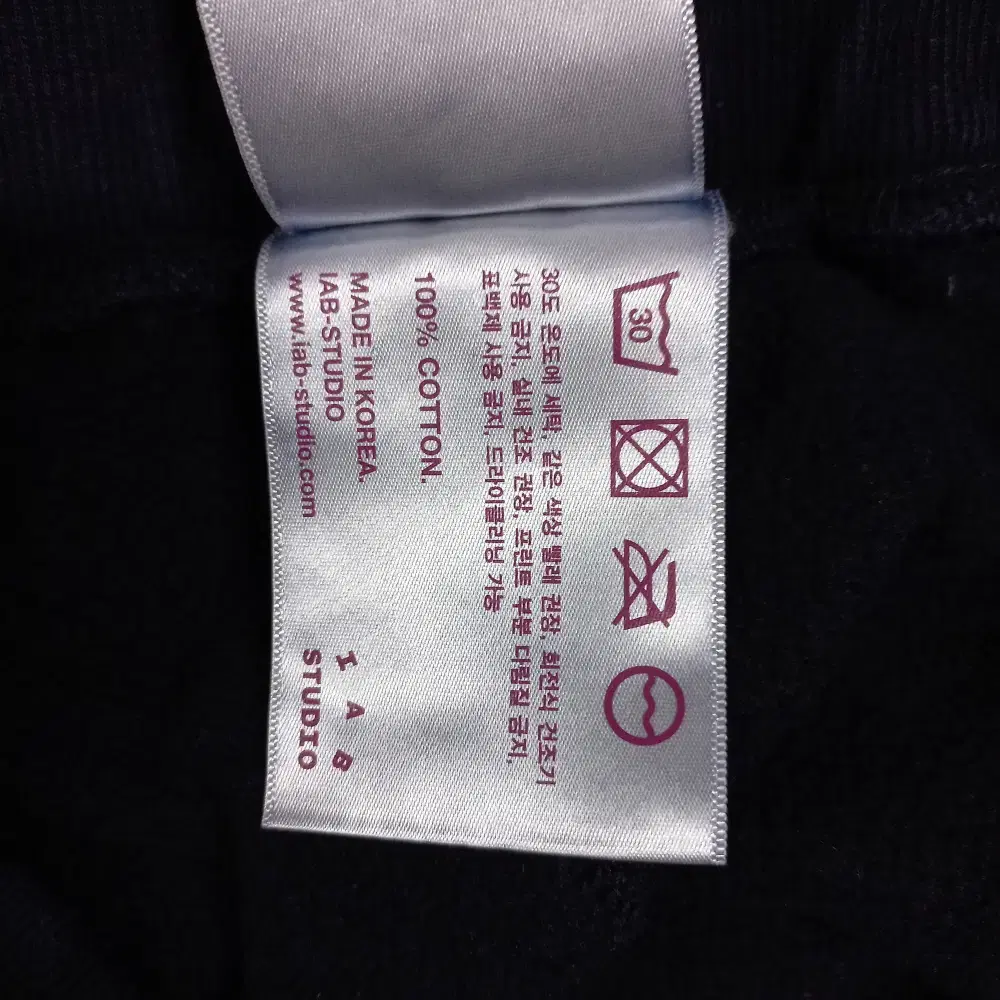 30
30도 온도에 세탁, 같은 색상 빨래 권장, 회전식 건조기
사용 금지, 실내 건조 권장, 프린트 부분 다림질 금지,
표백제 사용 금지, 드라이클리닝 가능
100% COTTON.
MADE IN KOREA.
IAB-STUDIO
www.iab-studio.com
I A B
STUDIO